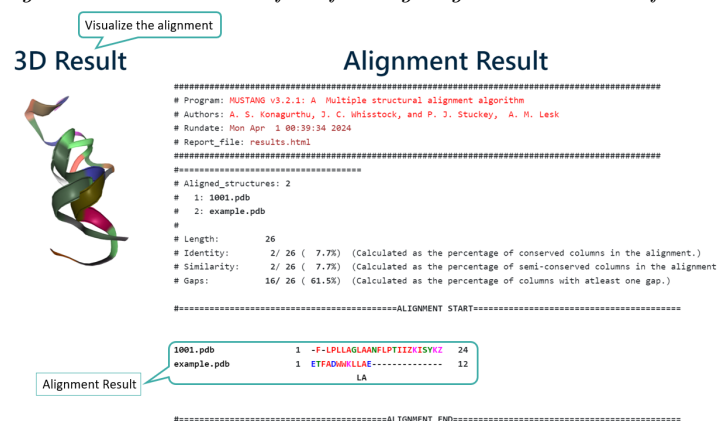 Visualize the alignment
3D Result
Alignment Result
################################################################################################
# Program: MUSTANG v3.2.1: A  Multiple structural alignment algorithm
# Authors: A. S. Konagurthu, J. C. Whisstock, and P. J. Stuckey,  A. M. Lesk
# Rundate: Mon Apr  1 00:39:34 2024
# Report_file: results.html
################################################################################################
#====================================
# Aligned_structures: 2
#   1: 1001.pdb
#   2: example.pdb
#
# Length:         26
# Identity:        2/ 26 (  7.7%)  (Calculated as the percentage of conserved columns in the alignment.)
# Similarity:      2/ 26 (  7.7%)  (Calculated as the percentage of semi-conserved columns in the alignment
# Gaps:           16/ 26 ( 61.5%)  (Calculated as the percentage of columns with atleast one gap.)
#===========================================ALIGNMENT START=========================================
1001.pdb                1  -F-LPLLAGLAANFLPTIIZKISYKZ   24
example.pdb             1  ETFADWWKLLAE--------------   12
LA
Alignment Result
#=========================================ALIGNMENT END=============================================